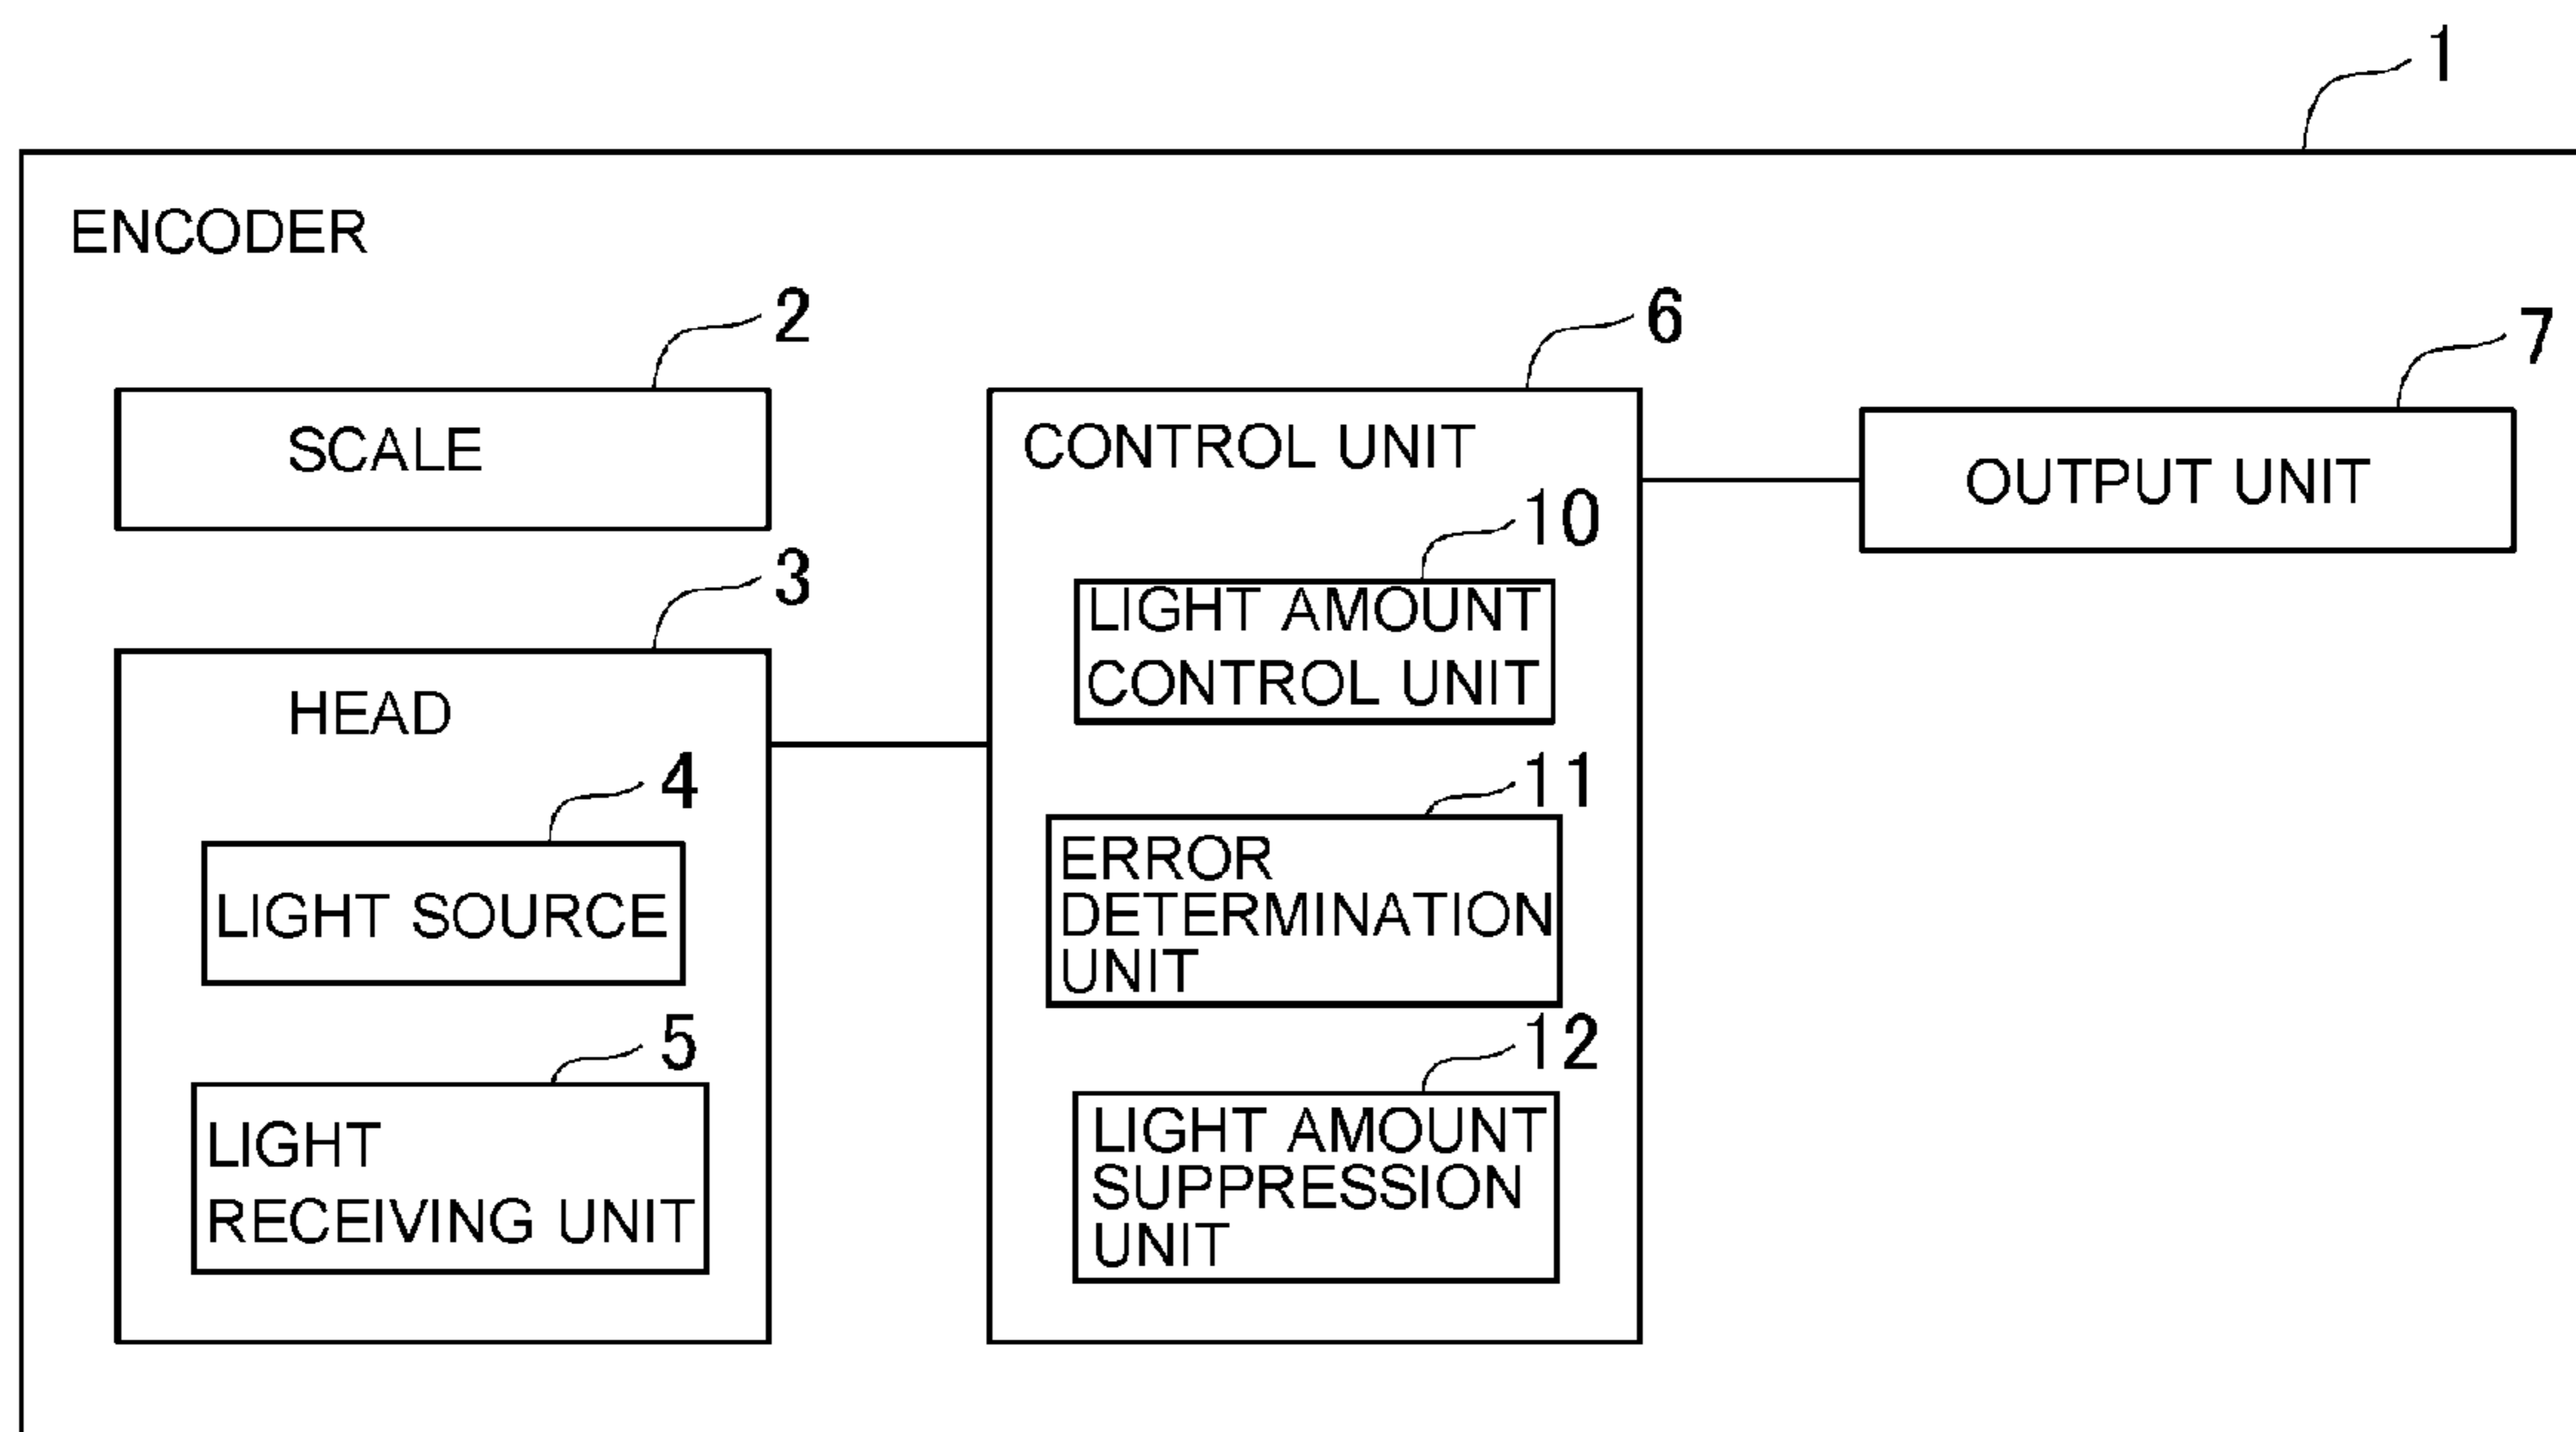 1
ENCODER
2
SCALE
3
HEAD
4
LIGHT SOURCE
5
LIGHT
RECEIVING UNIT
6
CONTROL UNIT
10
LIGHT AMOUNT
CONTROL UNIT
11
ERROR
DETERMINATION
UNIT
12
LIGHT AMOUNT
SUPPRESSION
UNIT
7
OUTPUT UNIT